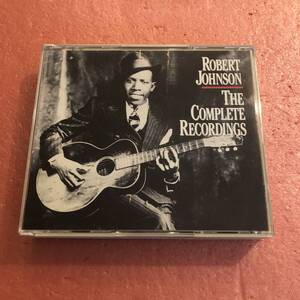 ROBERT
JOHNSON
THE
COMPLETE
RECORDINGS